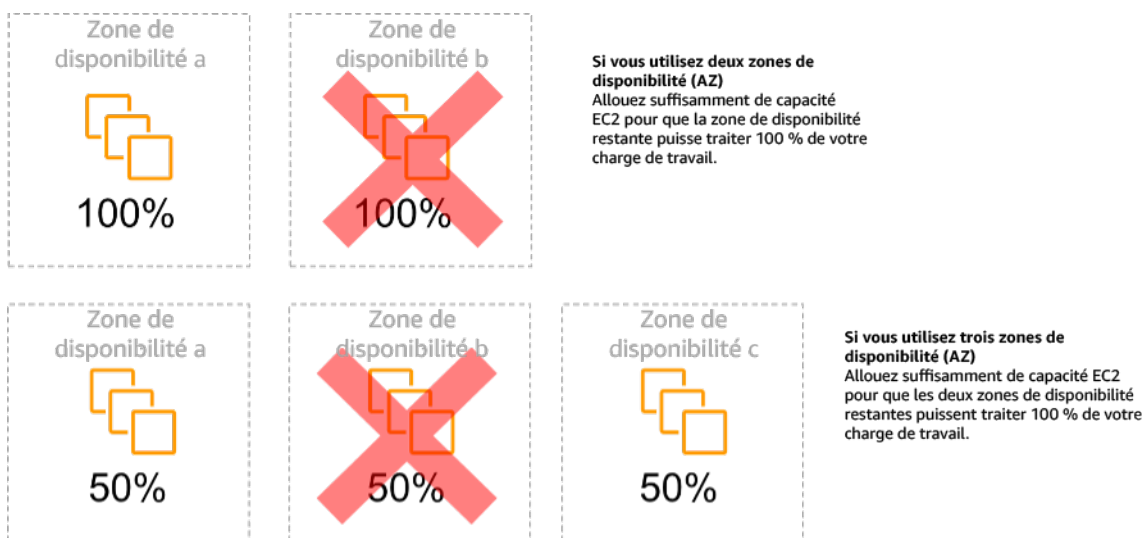 Zone de
disponibilité a
Zone de
disponibilité b
100%
100%
Si vous utilisez deux zones de
disponibilité (AZ)
Allouez suffisamment de capacité
EC2 pour que la zone de disponibilité
restante puisse traiter 100 % de votre
charge de travail.
Zone de
disponibilité a
Zone de
disponibilité b
Zone de
disponibilité c
50%
50%
50%
Si vous utilisez trois zones de
disponibilité (AZ)
Allouez suffisamment de capacité EC2
pour que les deux zones de disponibilité
restantes puissent traiter 100 % de votre
charge de travail.